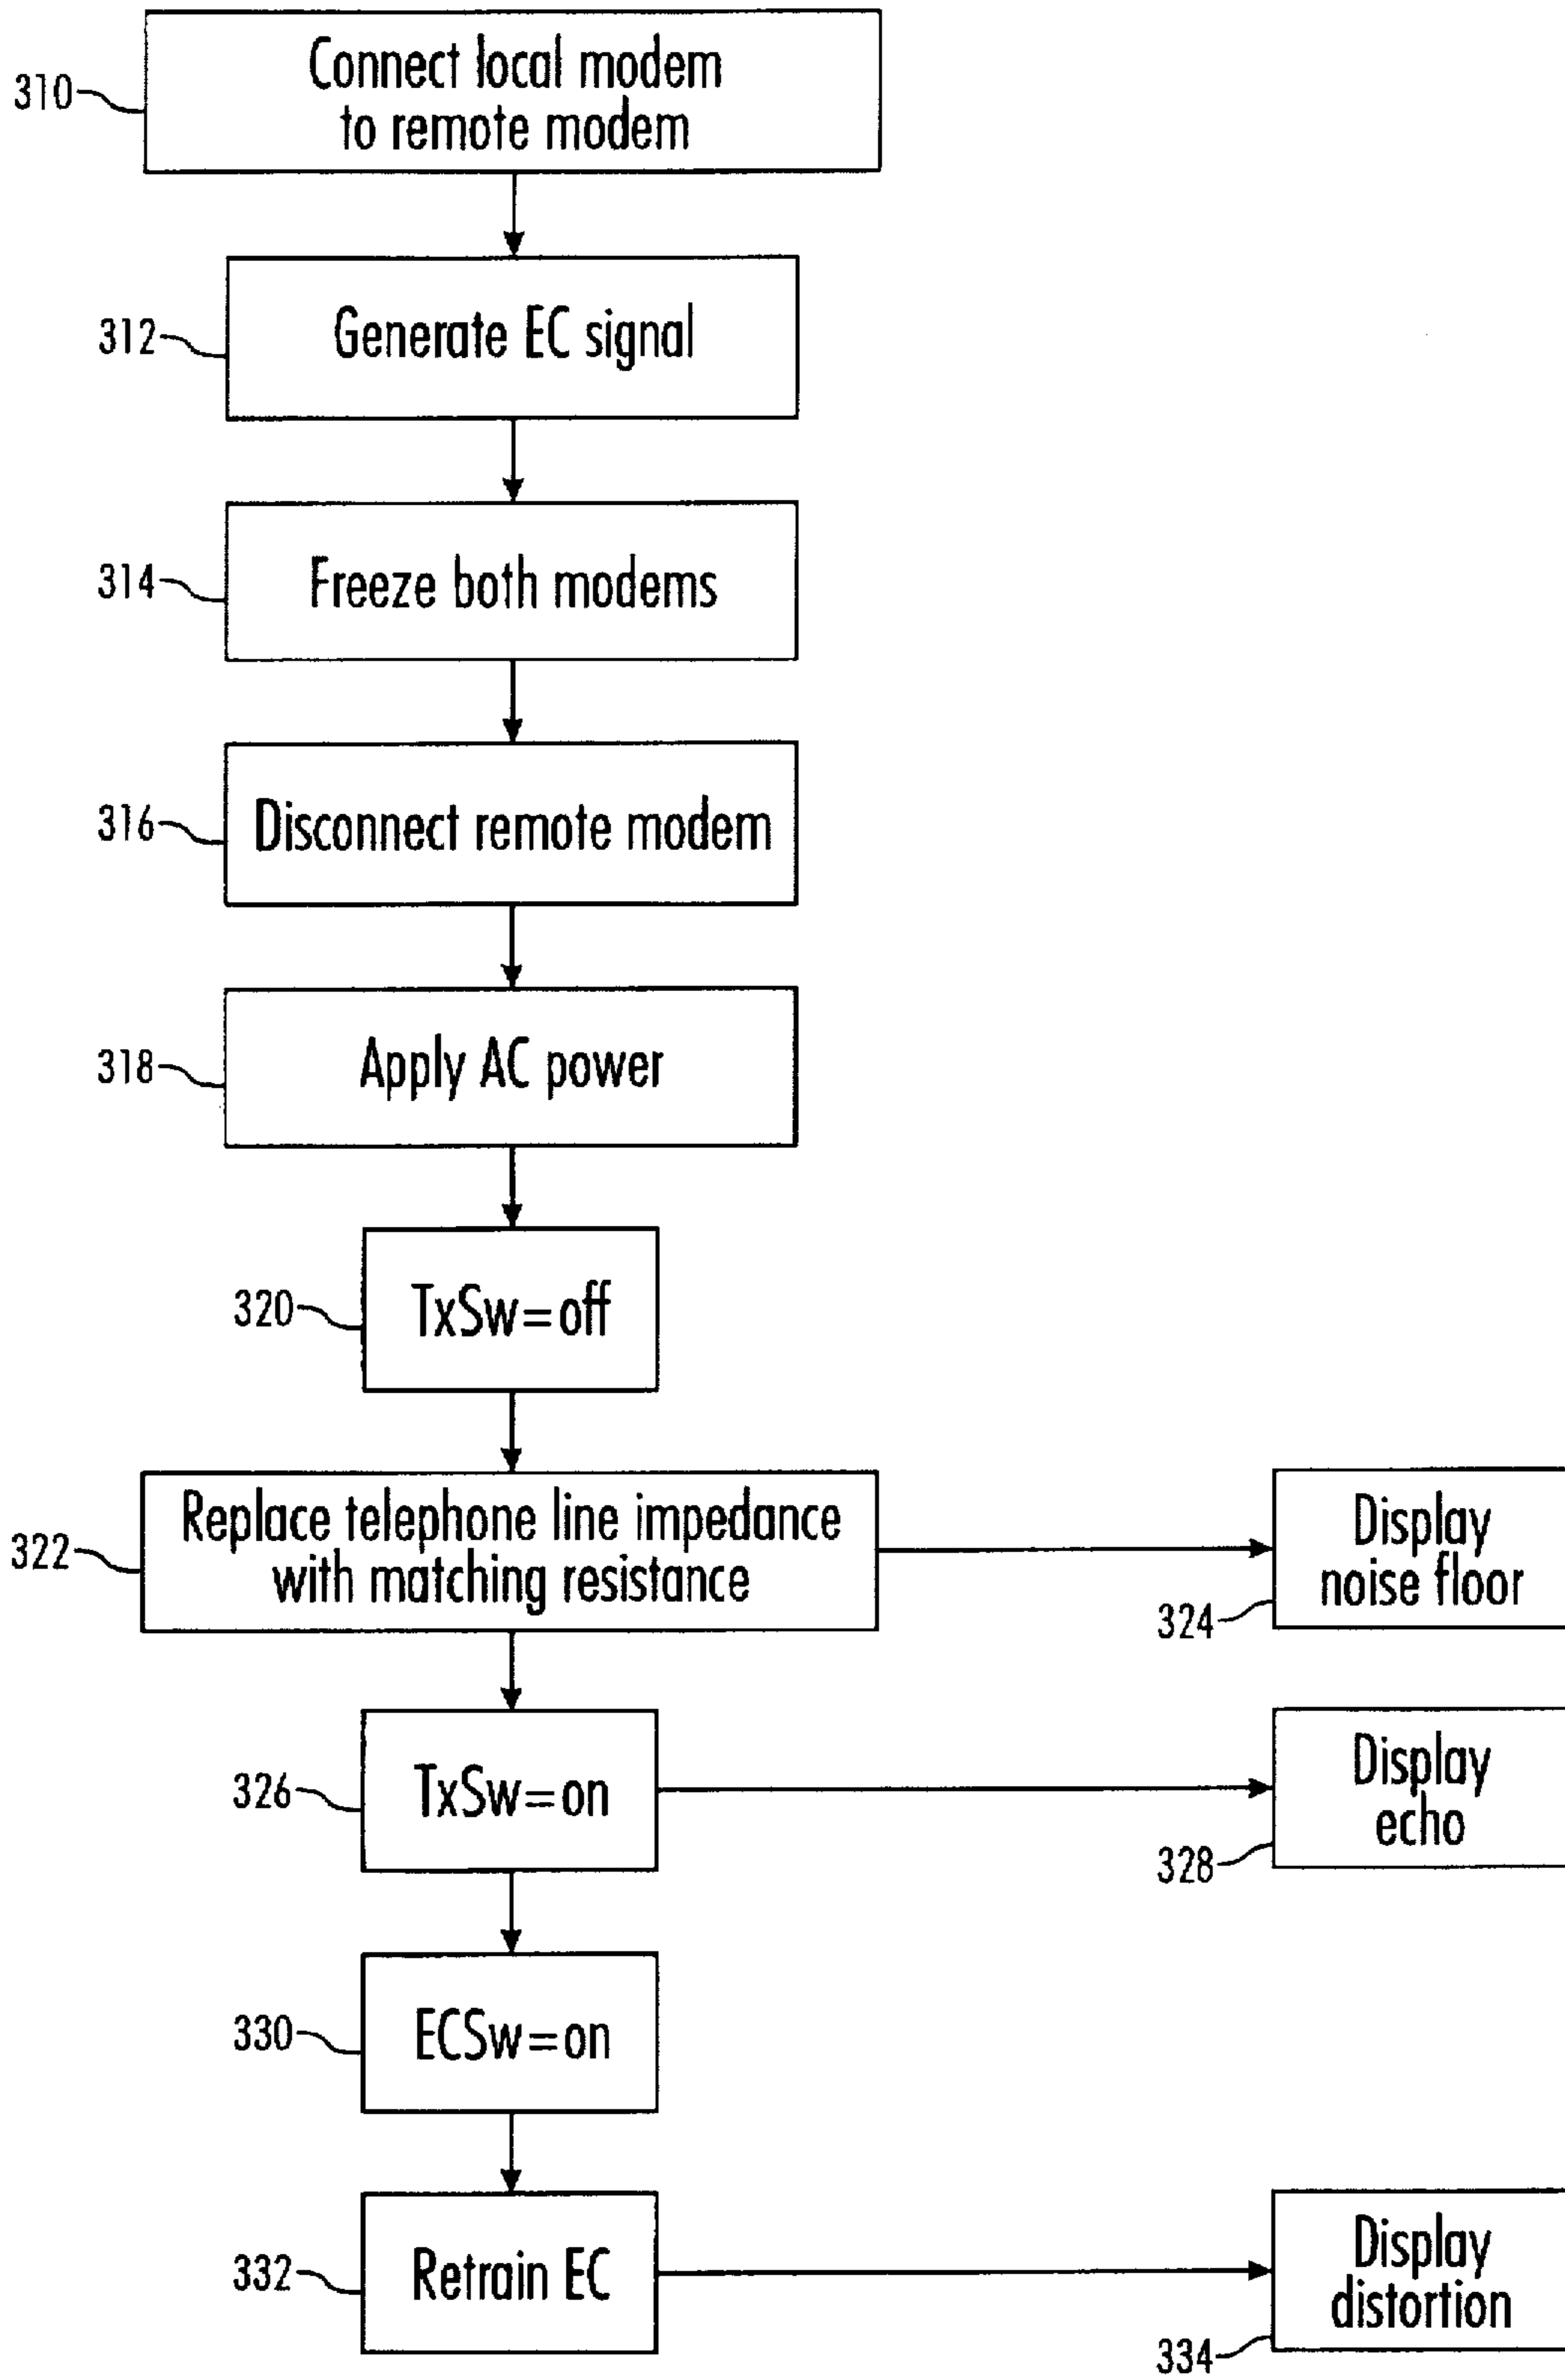 Connect local modem
to remote modem
310
Generate EC signal
312
Freeze both modems
314
Disconnect remote modem
316
Apply AC power
318
TxSw=off
320
Replace telephone line impedance
with matching resistance
322
Display
noise floor
324
TxSw=on
326
Display
echo
328
ECSw=on
330
Retrain EC
332
Display
distortion
334